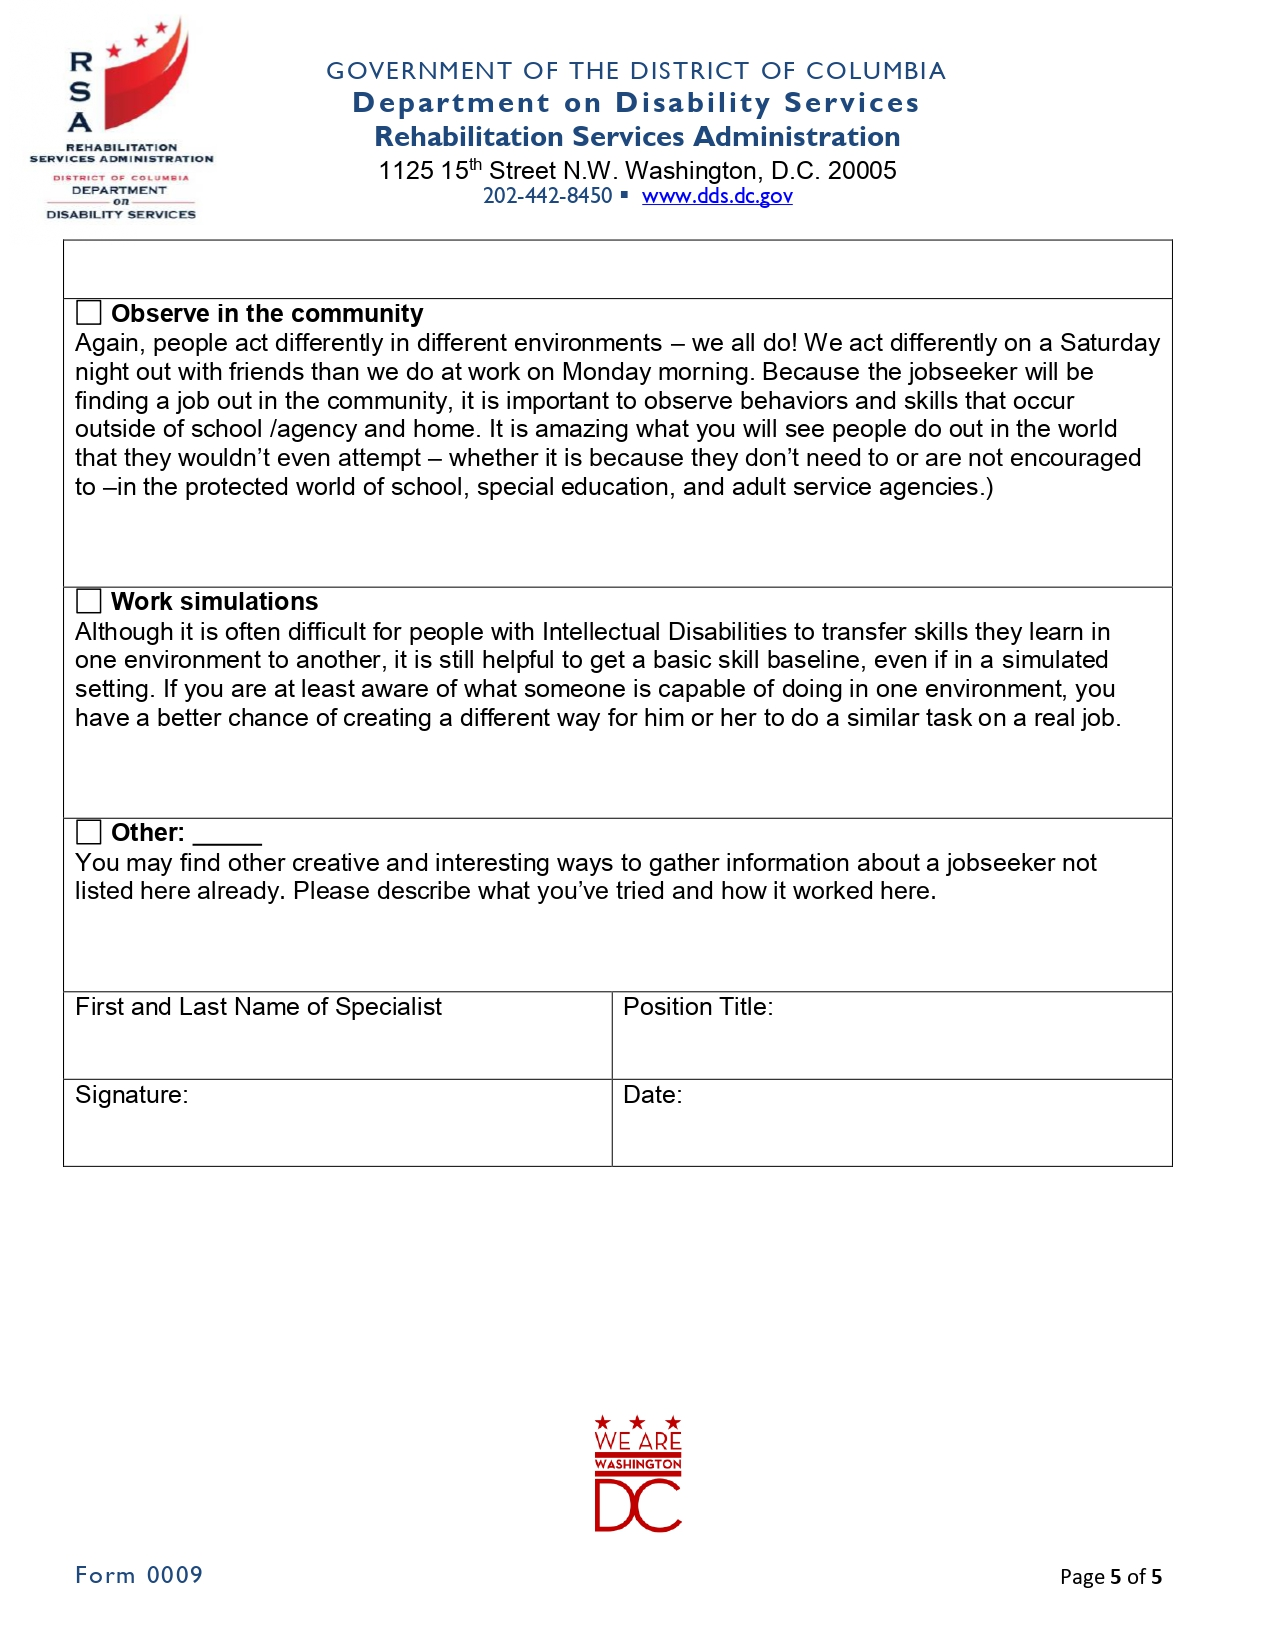 R
S
A
REHABILITATION
SERVICES ADMINISTRATION
DISTRICT OF COLUMBIA
DEPARTMENT
on
DISABILITY SERVICES
GOVERNMENT OF THE DISTRICT OF COLUMBIA
Department on Disability Services
Rehabilitation Services Administration
1125 15th Street N.W. Washington, D.C. 20005
202-442-8450 ▪ www.dds.dc.gov
☐ Observe in the community
Again, people act differently in different environments – we all do! We act differently on a Saturday
night out with friends than we do at work on Monday morning. Because the jobseeker will be
finding a job out in the community, it is important to observe behaviors and skills that occur
outside of school /agency and home. It is amazing what you will see people do out in the world
that they wouldn’t even attempt – whether it is because they don’t need to or are not encouraged
to –in the protected world of school, special education, and adult service agencies.)
☐ Work simulations
Although it is often difficult for people with Intellectual Disabilities to transfer skills they learn in
one environment to another, it is still helpful to get a basic skill baseline, even if in a simulated
setting. If you are at least aware of what someone is capable of doing in one environment, you
have a better chance of creating a different way for him or her to do a similar task on a real job.
☐ Other: _____
You may find other creative and interesting ways to gather information about a jobseeker not
listed here already. Please describe what you’ve tried and how it worked here.
First and Last Name of Specialist
Position Title:
Signature:
Date:
WE ARE
WASHINGTON
DC
Form 0009
Page 5 of 5